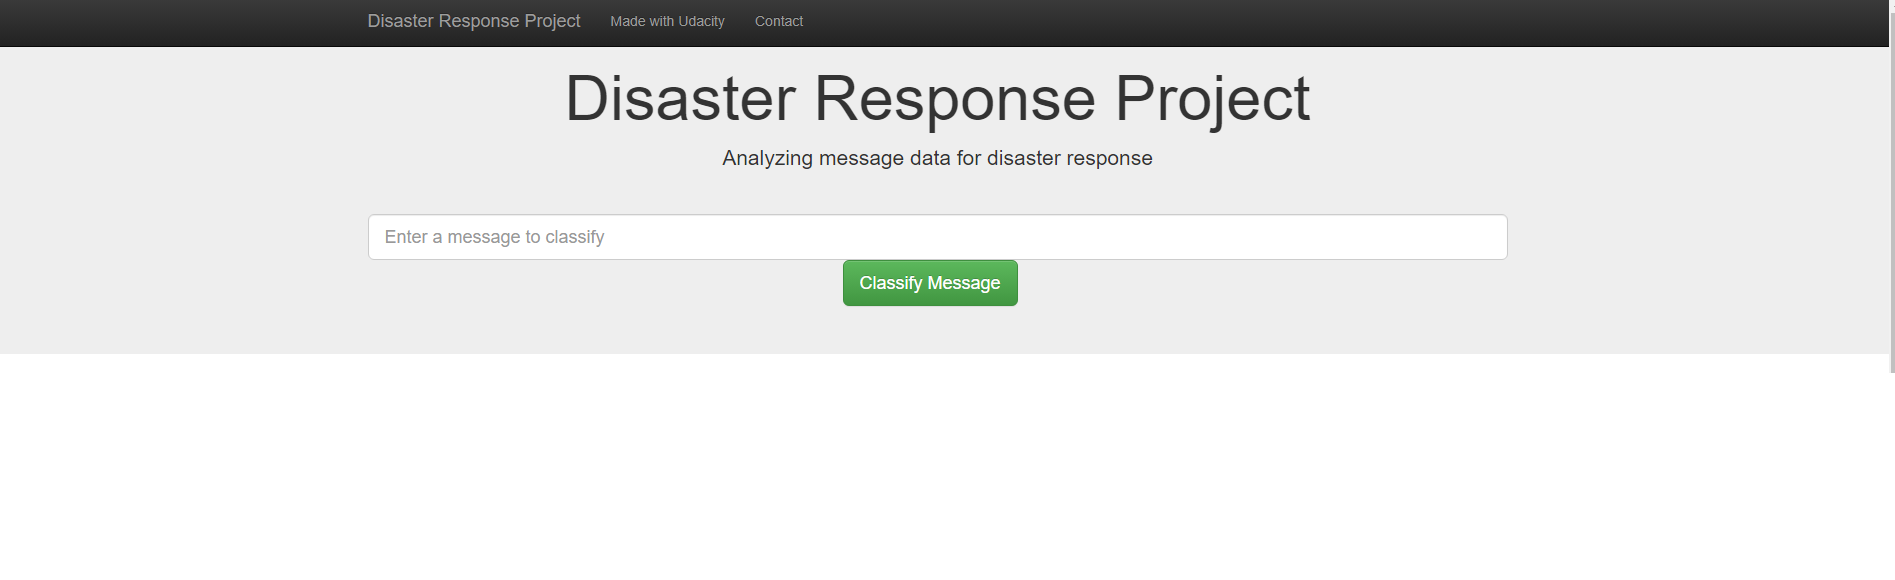 Disaster Response Project Made with Udacity Contact
Disaster Response Project
Analyzing message data for disaster response
Enter a message to classify
Classify Message